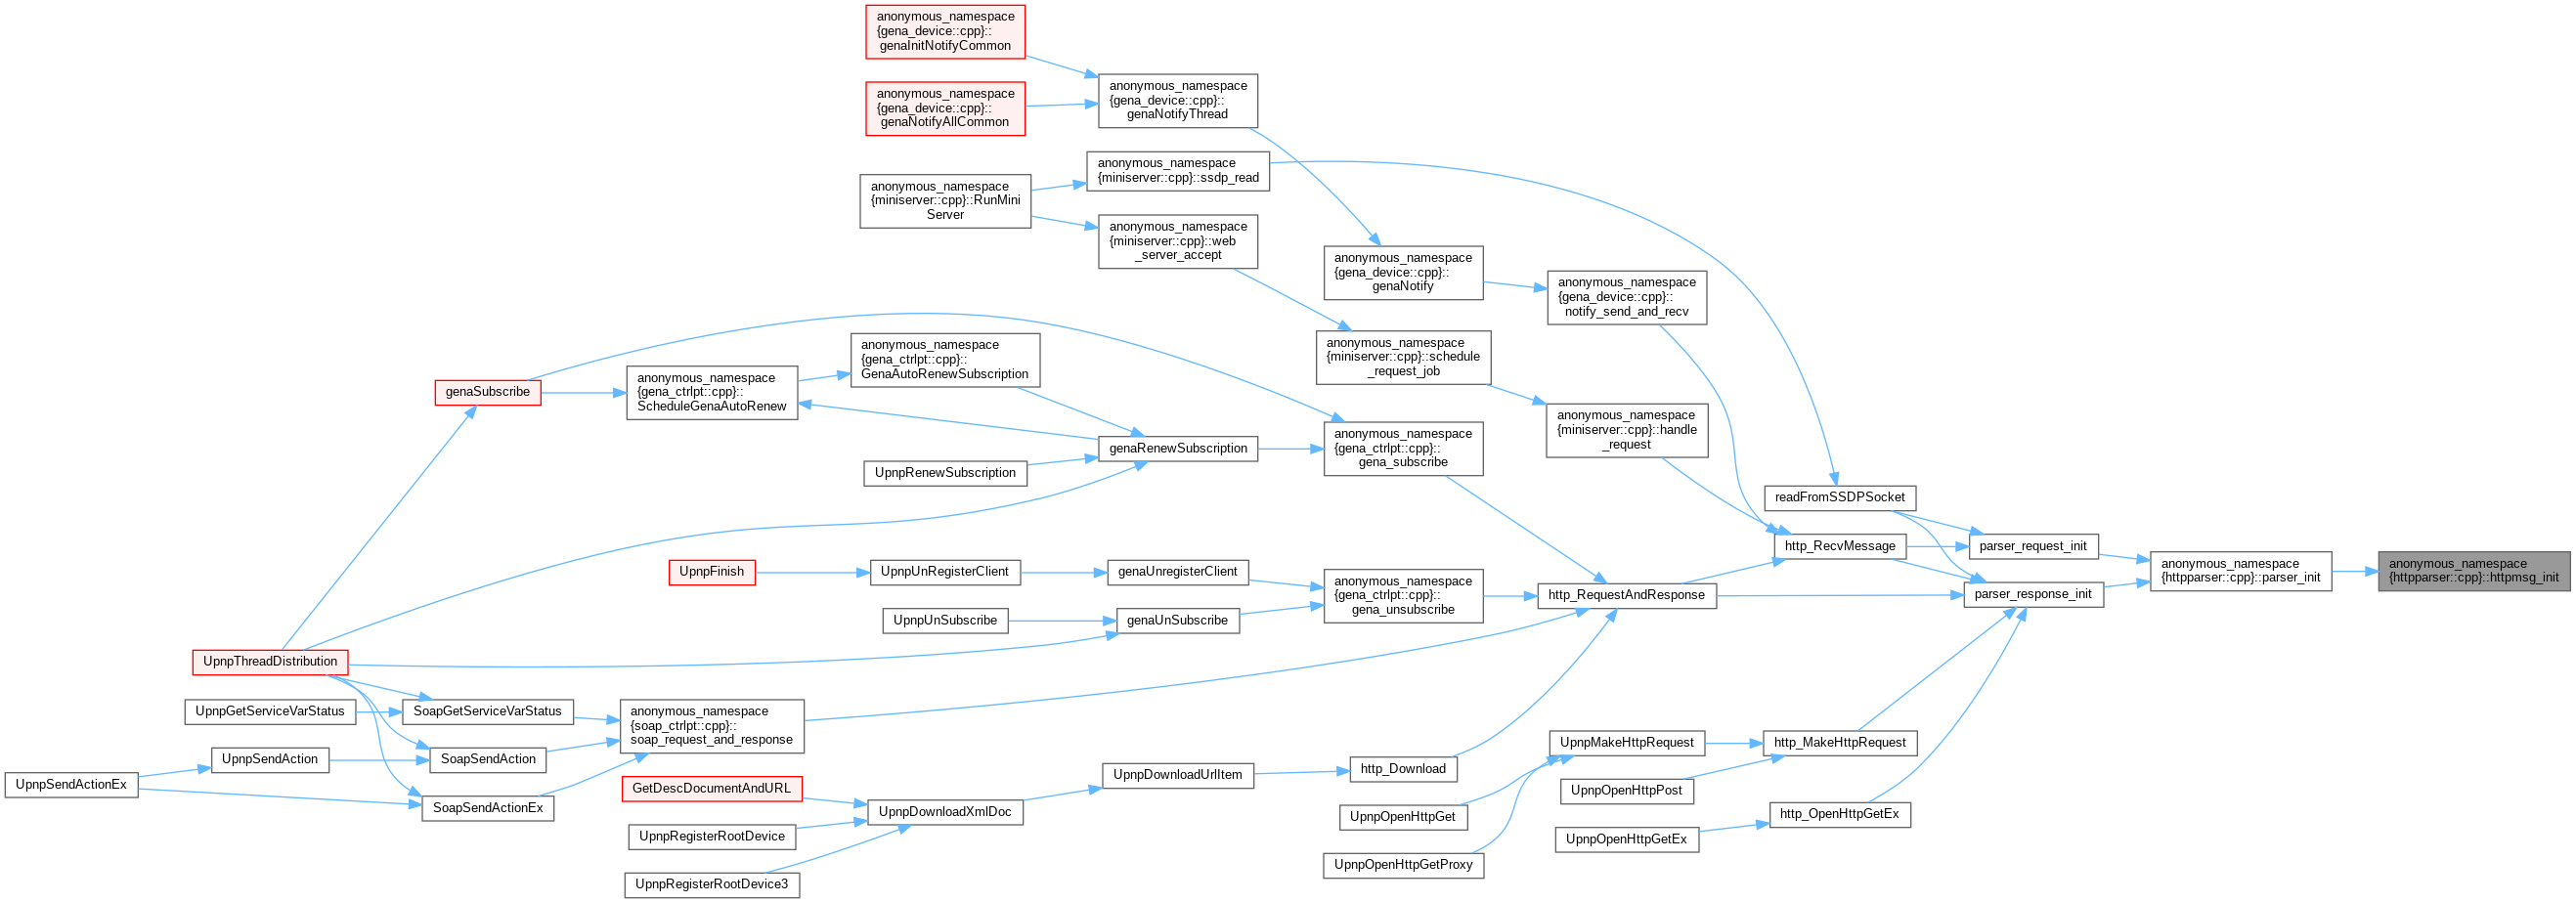 anonymous_namespace
{gena_device::cpp}::
genaInitNotifyCommon
anonymous_namespace
{gena_device::cpp}::
genaNotifyAllCommon
anonymous_namespace
{gena_device::cpp}::
genaNotifyThread
anonymous_namespace
{miniserver::cpp}::ssdp_read
anonymous_namespace
{miniserver::cpp}::RunMini
Server
anonymous_namespace
{miniserver::cpp}::web
_server_accept
anonymous_namespace
{gena_device::cpp}::
genaNotify
anonymous_namespace
{gena_device::cpp}::
notify_send_and_recv
anonymous_namespace
{miniserver::cpp}::schedule
_request_job
anonymous_namespace
{gena_ctrlpt::cpp}::
GenaAutoRenewSubscription
anonymous_namespace
{gena_ctrlpt::cpp}::
ScheduleGenaAutoRenew
genaSubscribe
anonymous_namespace
{miniserver::cpp}::handle
_request
anonymous_namespace
{gena_ctrlpt::cpp}::
gena_subscribe
genaRenewSubscription
UpnpRenewSubscription
readFromSSDPSocket
http_RecvMessage
parser_request_init
anonymous_namespace
{httpparser::cpp}::parser_init
anonymous_namespace
{httpparser::cpp}::httpmsg_init
UpnpFinish
UpnpUnRegisterClient
genaUnregisterClient
anonymous_namespace
{gena_ctrlpt::cpp}::
gena_unsubscribe
http_RequestAndResponse
parser_response_init
UpnpUnSubscribe
genaUnSubscribe
UpnpThreadDistribution
UpnpGetServiceVarStatus
SoapGetServiceVarStatus
anonymous_namespace
{soap_ctrlpt::cpp}::
soap_request_and_response
UpnpSendAction
SoapSendAction
UpnpSendActionEx
SoapSendActionEx
UpnpMakeHttpRequest
http_MakeHttpRequest
http_Download
UpnpDownloadUrlItem
GetDescDocumentAndURL
UpnpOpenHttpPost
UpnpDownloadXmlDoc
UpnpOpenHttpGet
http_OpenHttpGetEx
UpnpRegisterRootDevice
UpnpOpenHttpGetEx
UpnpOpenHttpGetProxy
UpnpRegisterRootDevice3